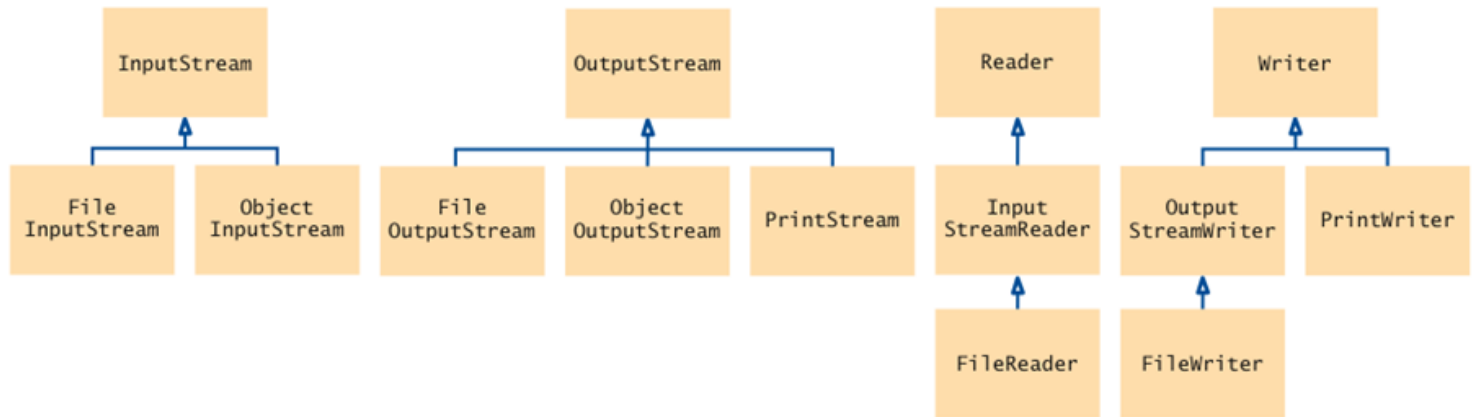 InputStream
OutputStream
Reader
Writer
File
InputStream
Object
InputStream
File
OutputStream
Object
OutputStream
PrintStream
Input
StreamReader
Output
StreamWriter
PrintWriter
FileReader
FileWriter